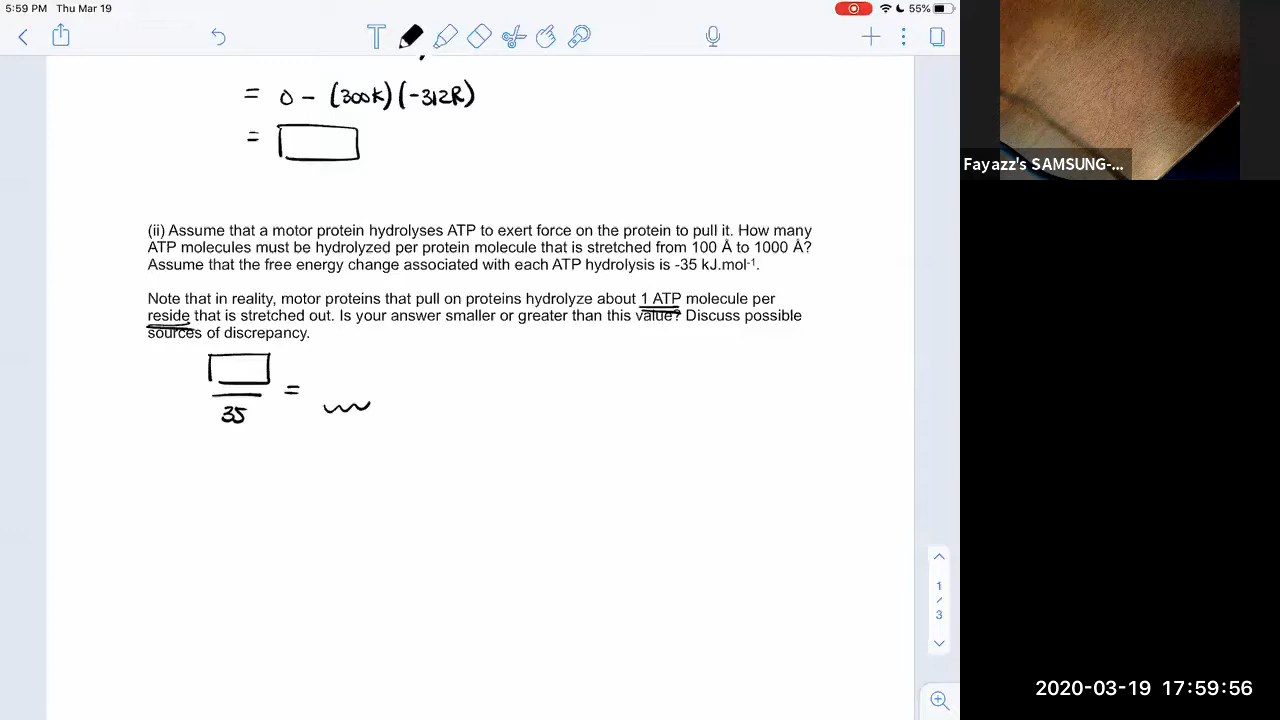 5:59 PM Thu Mar 19
55%
= 0 - (300K)(-312R)
=
(ii) Assume that a motor protein hydrolyses ATP to exert force on the protein to pull it. How many
ATP molecules must be hydrolyzed per protein molecule that is stretched from 100 Å to 1000 Å?
Assume that the free energy change associated with each ATP hydrolysis is -35 kJ.mol-1.
Note that in reality, motor proteins that pull on proteins hydrolyze about 1 ATP molecule per
reside that is stretched out. Is your answer smaller or greater than this value? Discuss possible
sources of discrepancy.
35 =
1
/
3
Fayazz's SAMSUNG-...
2020-03-19 17:59:56